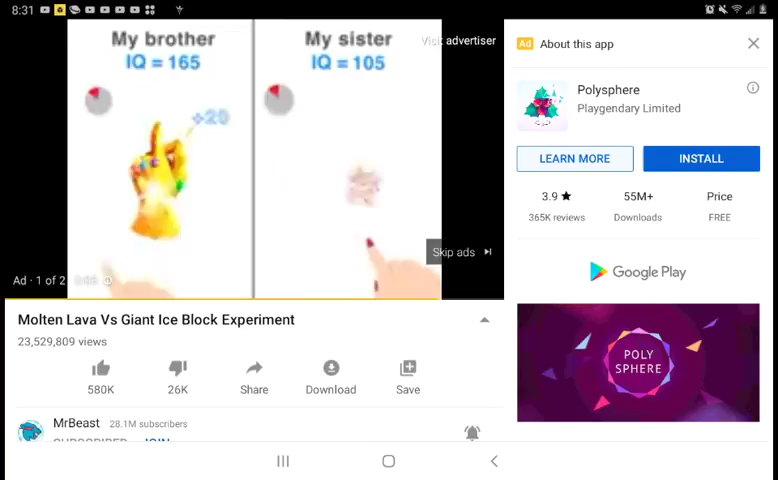 8:31
My brother
IQ = 165
+20
My sister
IQ = 105
Visit advertiser
Skip ads
Ad · 1 of 2
Molten Lava Vs Giant Ice Block Experiment
23,529,809 views
580K
26K
Share
Download
Save
MrBeast 28.1M subscribers
SUBSCRIBED JOIN
Ad About this app
Polysphere
Playgendary Limited
LEARN MORE
INSTALL
3.9 ★
365K reviews
55M+
Downloads
Price
FREE
Google Play
POLY
SPHERE